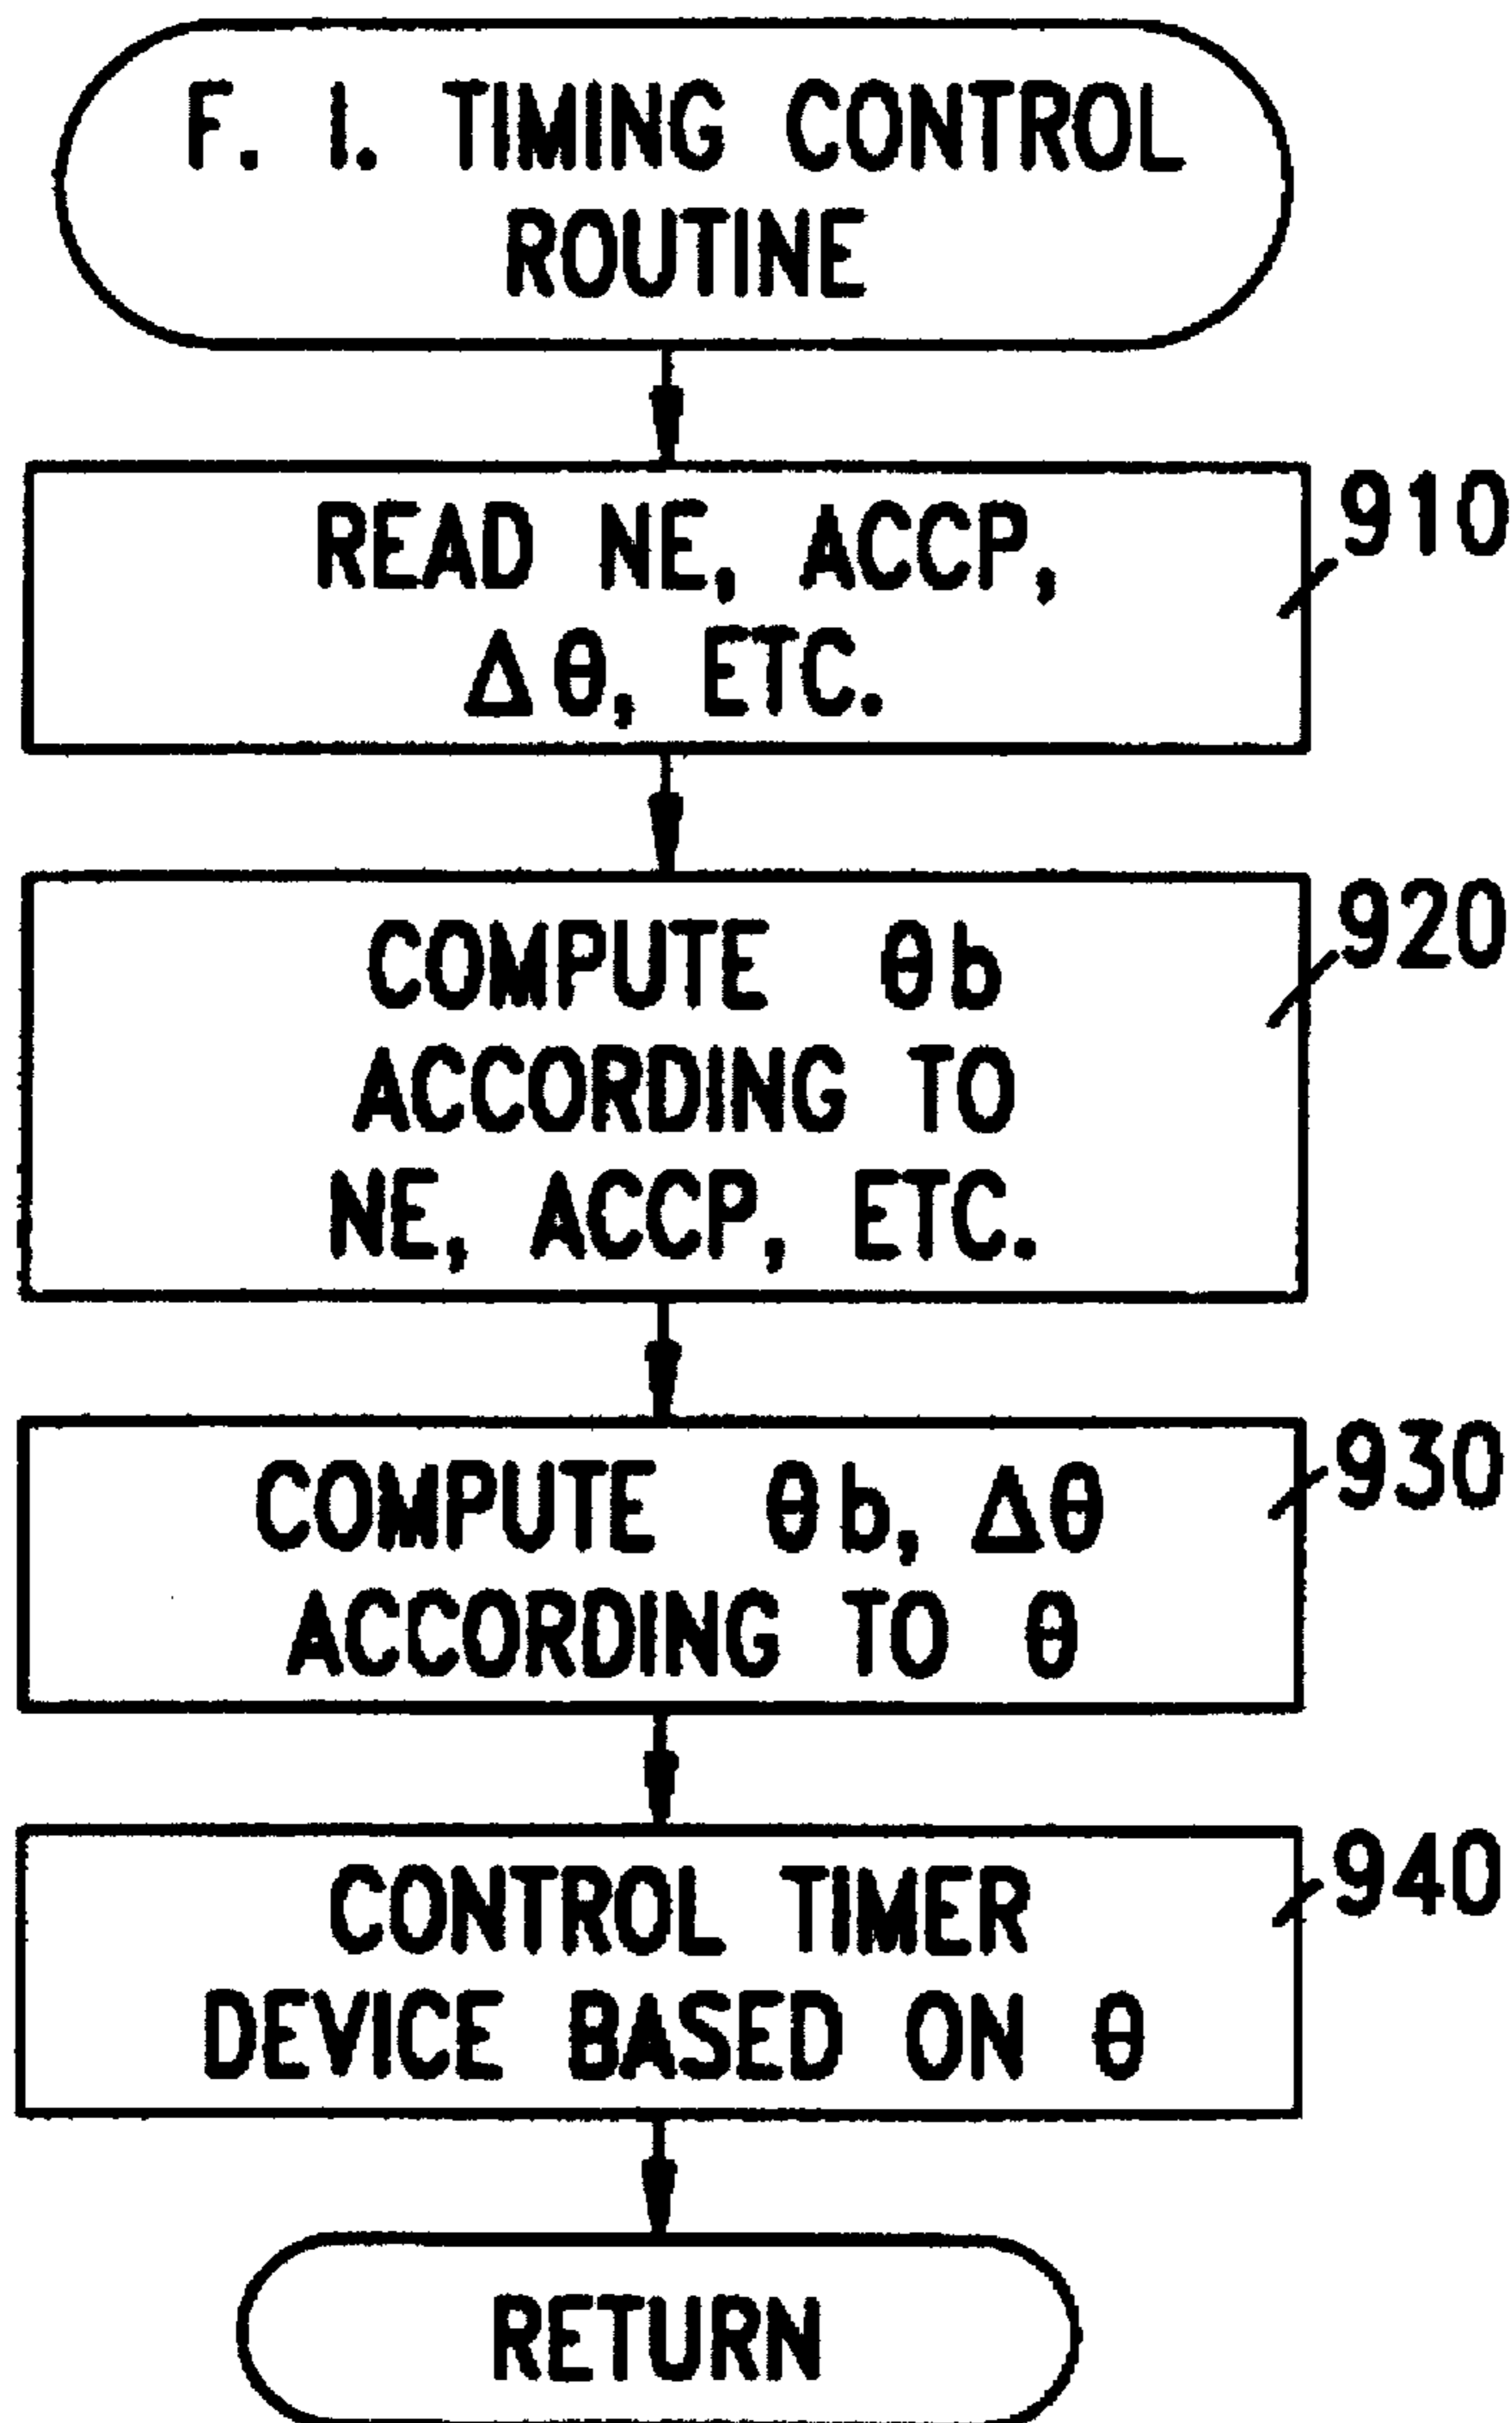 F. I. TIMING CONTROL
ROUTINE
READ NE, ACCP,
Δθ, ETC.
910
COMPUTE θb
ACCORDING TO
NE, ACCP, ETC.
920
COMPUTE θb, Δθ
ACCORDING TO θ
930
CONTROL TIMER
DEVICE BASED ON θ
940
RETURN